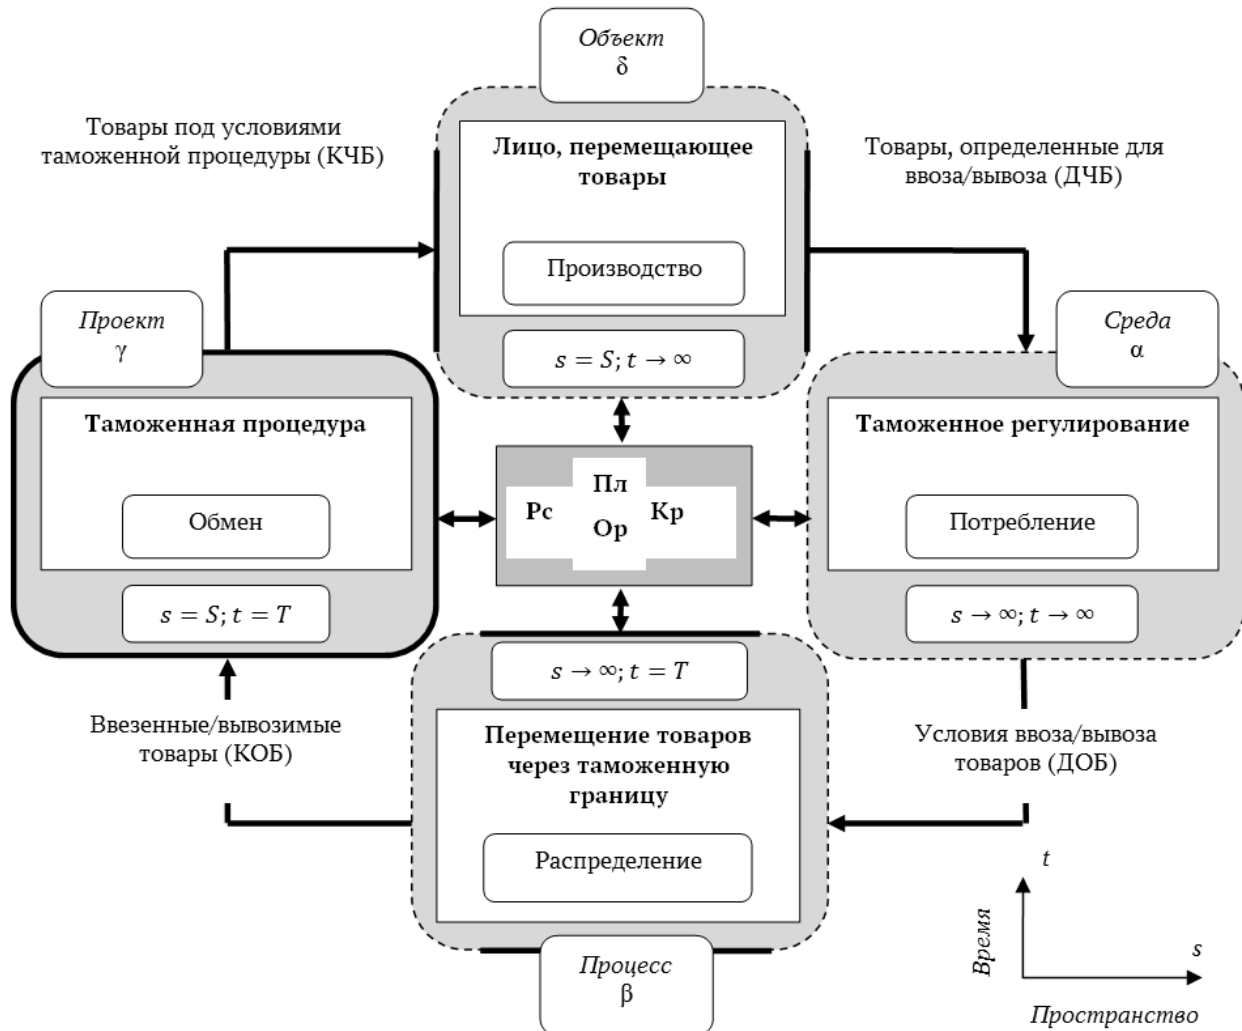 Объект
δ
Товары под условиями
таможенной процедуры (КЧБ)
Лицо, перемещающее
товары
Производство
s = S; t → ∞
Товары, определенные для
ввоза/вывоза (ДЧБ)
Проект
γ
Таможенная процедура
Обмен
s = S; t = T
Пл
Рс
Кр
Ор
Среда
α
Таможенное регулирование
Потребление
s → ∞; t → ∞
Ввезенные/вывозимые
товары (КОБ)
s → ∞; t = T
Перемещение товаров
через таможенную
границу
Распределение
Процесс
β
Условия ввоза/вывоза
товаров (ДОБ)
t
Время
s
Пространство